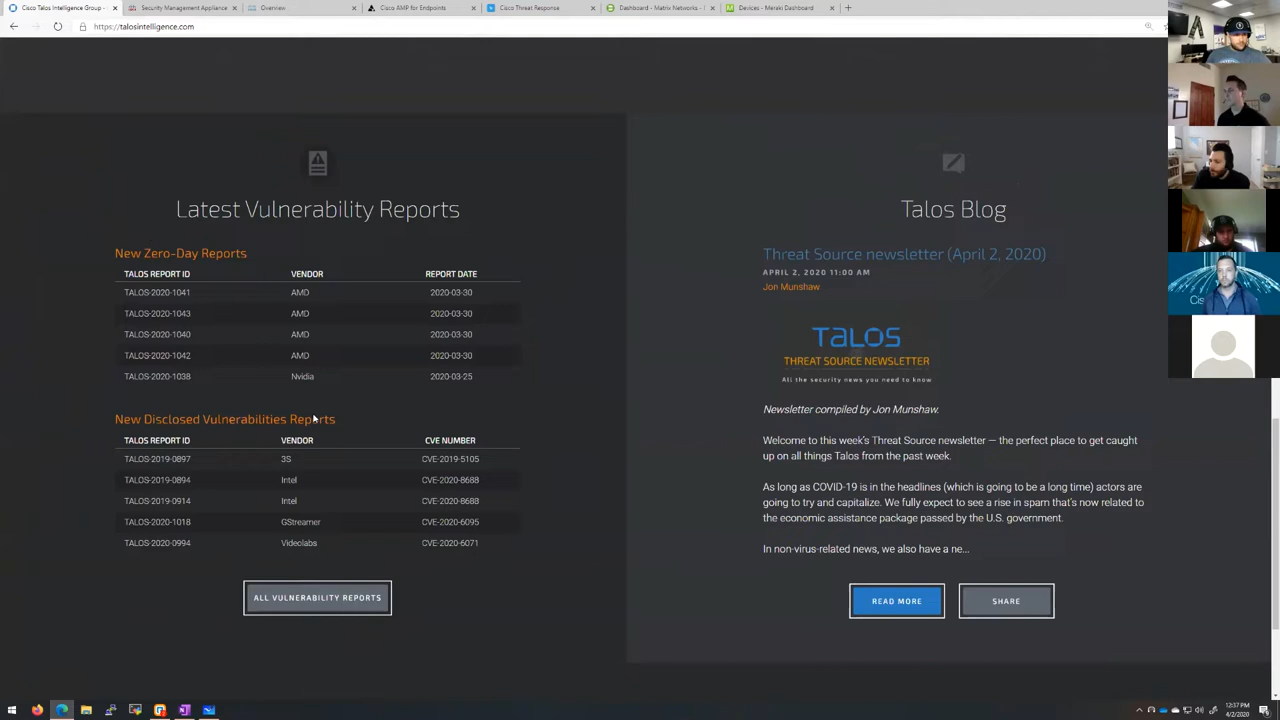 Cisco Talos Intelligence Group -
Security Management Appliance
Overview
Cisco AMP for Endpoints
Cisco Threat Response
Dashboard - Matrix Networks -
Devices - Meraki Dashboard
https://talosintelligence.com
Latest Vulnerability Reports
New Zero-Day Reports
TALOS REPORT ID VENDOR REPORT DATE
TALOS-2020-1041 AMD 2020-03-30
TALOS-2020-1043 AMD 2020-03-30
TALOS-2020-1040 AMD 2020-03-30
TALOS-2020-1042 AMD 2020-03-30
TALOS-2020-1038 Nvidia 2020-03-25
New Disclosed Vulnerabilities Reports
TALOS REPORT ID VENDOR CVE NUMBER
TALOS-2019-0897 3S CVE-2019-5105
TALOS-2019-0894 Intel CVE-2020-8688
TALOS-2019-0914 Intel CVE-2020-8688
TALOS-2020-1018 GStreamer CVE-2020-6095
TALOS-2020-0994 Videolabs CVE-2020-6071
ALL VULNERABILITY REPORTS
Talos Blog
Threat Source newsletter (April 2, 2020)
APRIL 2, 2020 11:00 AM
Jon Munshaw
TALOS
THREAT SOURCE NEWSLETTER
All the security news you need to know
Newsletter compiled by Jon Munshaw.
Welcome to this week's Threat Source newsletter — the perfect place to get caught
up on all things Talos from the past week.
As long as COVID-19 is in the headlines (which is going to be a long time) actors are
going to try and capitalize. We fully expect to see a rise in spam that's now related to
the economic assistance package passed by the U.S. government.
In non-virus-related news, we also have a ne...
READ MORE
SHARE
12:37 PM
4/2/2020